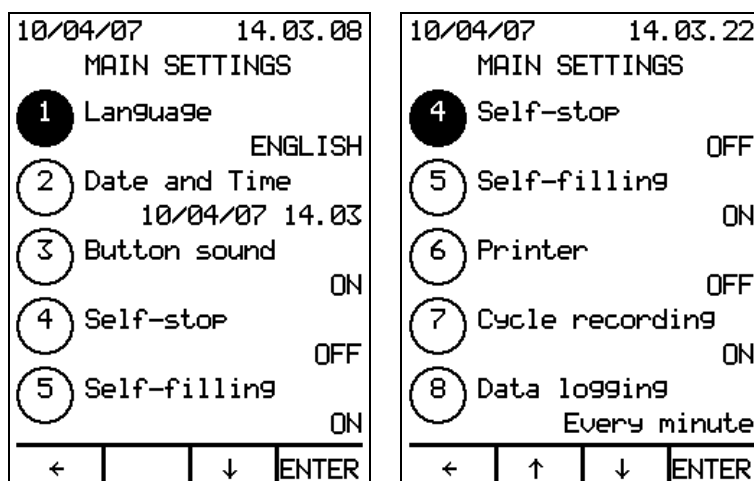 10/04/07 14.03.08
MAIN SETTINGS
1 Language
ENGLISH
2 Date and Time
10/04/07 14.03
3 Button sound
ON
4 Self-stop
OFF
5 Self-filling
ON
← ↓ ENTER
10/04/07 14.03.22
MAIN SETTINGS
4 Self-stop
OFF
5 Self-filling
ON
6 Printer
OFF
7 Cycle recording
ON
8 Data logging
Every minute
← ↑ ↓ ENTER